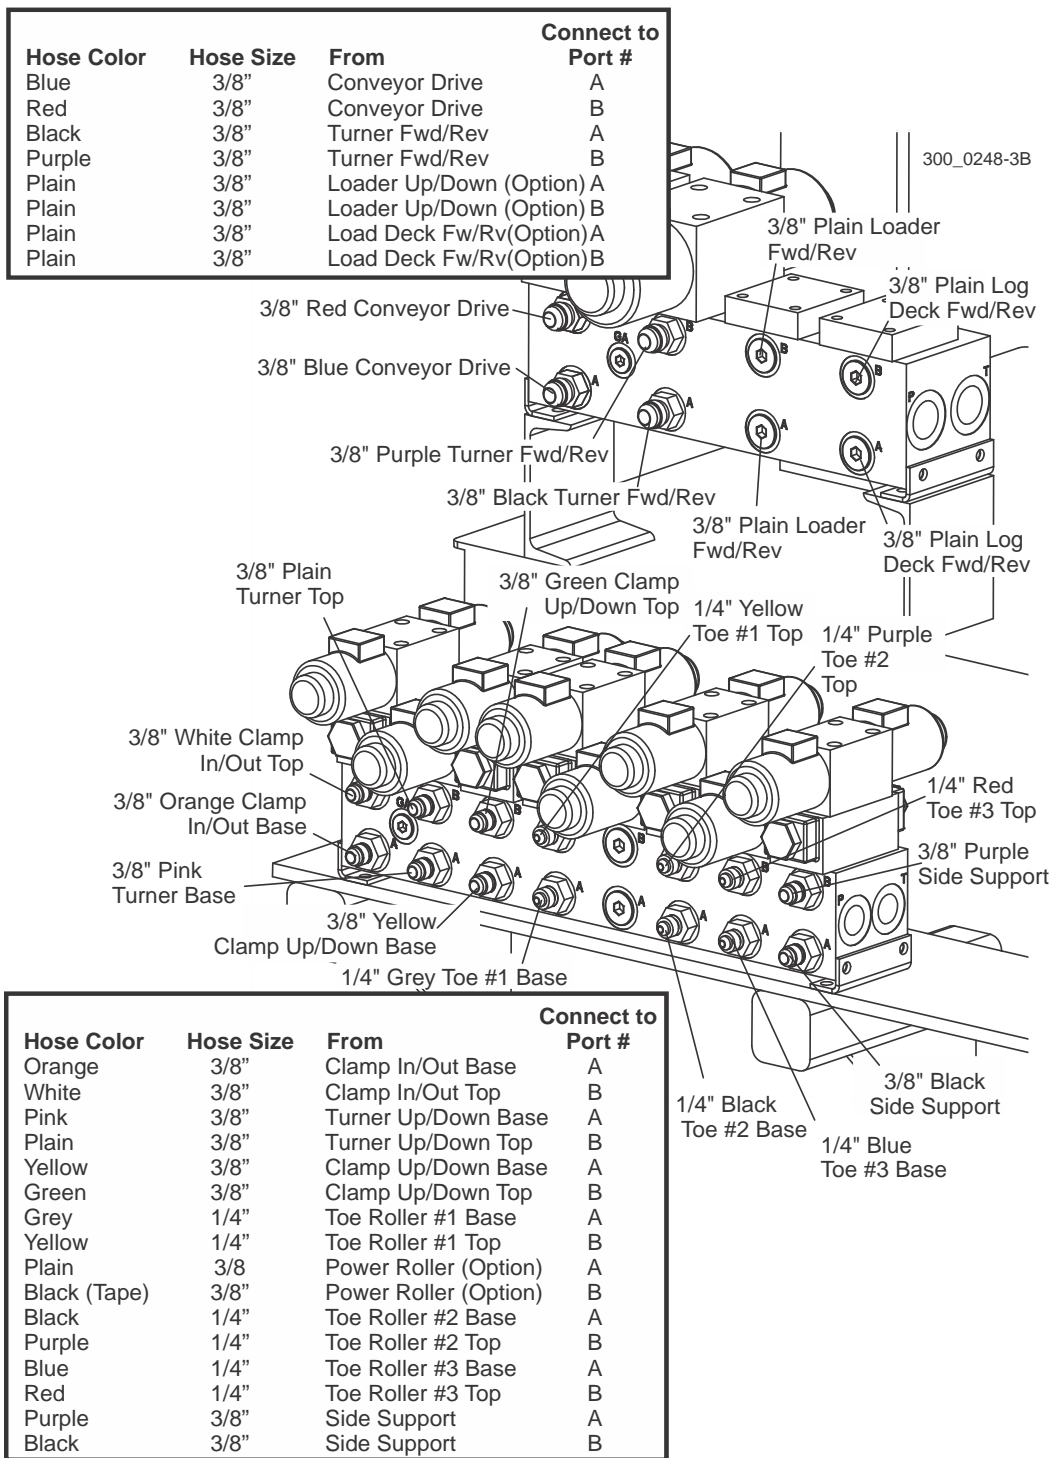 Connect to
Hose Color Hose Size From Port #
Blue 3/8” Conveyor Drive A
Red 3/8” Conveyor Drive B
Black 3/8” Turner Fwd/Rev A
Purple 3/8” Turner Fwd/Rev B
Plain 3/8” Loader Up/Down (Option) A
Plain 3/8” Loader Up/Down (Option) B
Plain 3/8” Load Deck Fw/Rv(Option) A
Plain 3/8” Load Deck Fw/Rv(Option) B
300_0248-3B
3/8" Plain Loader
Fwd/Rev
3/8" Plain Log
Deck Fwd/Rev
3/8" Red Conveyor Drive
GA
B
B
B
P
T
3/8" Blue Conveyor Drive
A
A
A
A
3/8" Purple Turner Fwd/Rev
3/8" Black Turner Fwd/Rev
3/8" Plain Loader
Fwd/Rev
3/8" Plain Log
Deck Fwd/Rev
3/8" Plain
Turner Top
3/8" Green Clamp
Up/Down Top
1/4" Yellow
Toe #1 Top
1/4" Purple
Toe #2
Top
3/8" White Clamp
In/Out Top
1/4" Red
Toe #3 Top
3/8" Orange Clamp
In/Out Base
G
B
B
B
B
B
P
T
3/8" Purple
Side Support
3/8" Pink
Turner Base
A
A
A
A
A
A
A
A
3/8" Yellow
Clamp Up/Down Base
1/4" Grey Toe #1 Base
3/8" Black
Side Support
1/4" Black
Toe #2 Base
1/4" Blue
Toe #3 Base
Connect to
Hose Color Hose Size From Port #
Orange 3/8” Clamp In/Out Base A
White 3/8” Clamp In/Out Top B
Pink 3/8” Turner Up/Down Base A
Plain 3/8” Turner Up/Down Top B
Yellow 3/8” Clamp Up/Down Base A
Green 3/8” Clamp Up/Down Top B
Grey 1/4” Toe Roller #1 Base A
Yellow 1/4” Toe Roller #1 Top B
Plain 3/8 Power Roller (Option) A
Black (Tape) 3/8” Power Roller (Option) B
Black 1/4” Toe Roller #2 Base A
Purple 1/4” Toe Roller #2 Top B
Blue 1/4” Toe Roller #3 Base A
Red 1/4” Toe Roller #3 Top B
Purple 3/8” Side Support A
Black 3/8” Side Support B